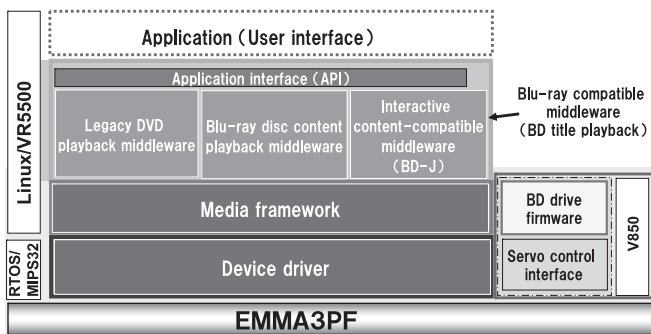 Application (User interface)
Application interface (API)
Legacy DVD
playback middleware
Blu-ray disc content
playback middleware
Interactive
content-compatible
middleware
(BD-J)
Blu-ray compatible
middleware
(BD title playback)
Linux/VR5500
Media framework
BD drive
firmware
V850
RTOS/
MIPS32
Device driver
Servo control
interface
EMMA3PF